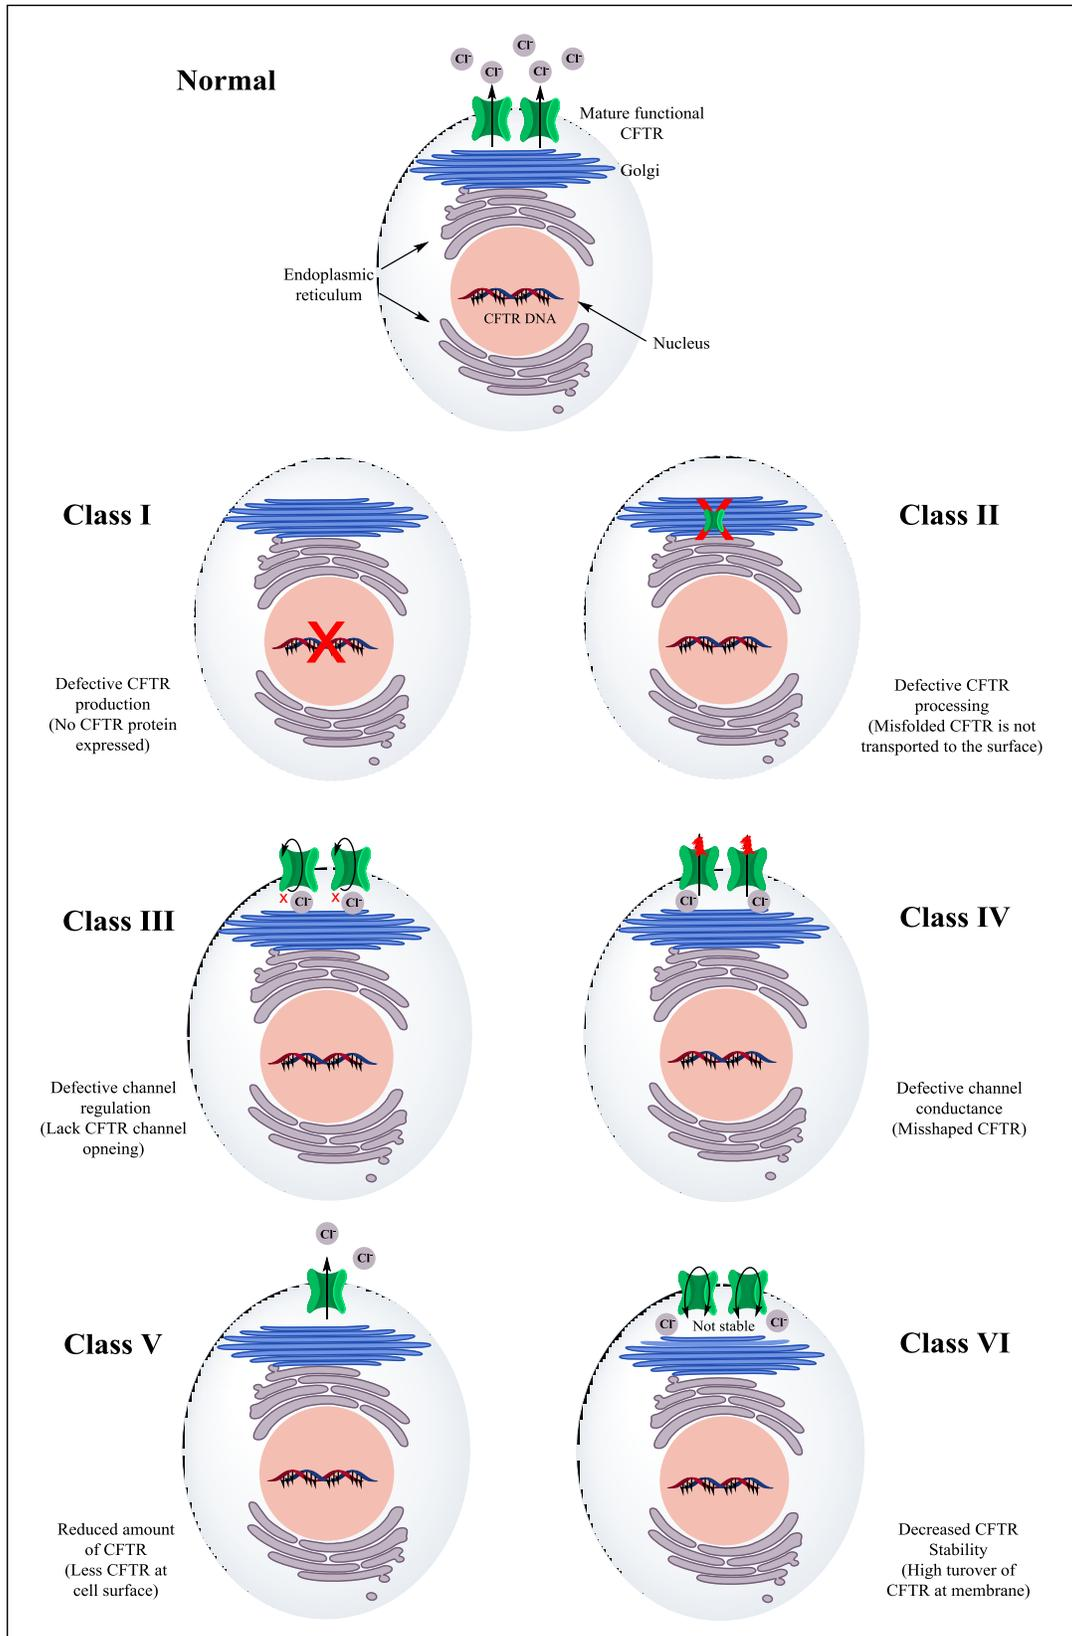 Cl-
Cl-
Cl-
Cl-
Cl-
Normal
Mature functional
CFTR
Golgi
Endoplasmic
reticulum
CFTR DNA
Nucleus
Class I
Defective CFTR
production
(No CFTR protein
expressed)
Class II
Defective CFTR
processing
(Misfolded CFTR is not
transported to the surface)
X
Cl-
X
Cl-
Class III
Defective channel
regulation
(Lack CFTR channel
opneing)
Cl-
Cl-
Class IV
Defective channel
conductance
(Misshaped CFTR)
Cl-
Cl-
Class V
Reduced amount
of CFTR
(Less CFTR at
cell surface)
Cl-
Not stable
Cl-
Class VI
Decreased CFTR
Stability
(High turover of
CFTR at membrane)